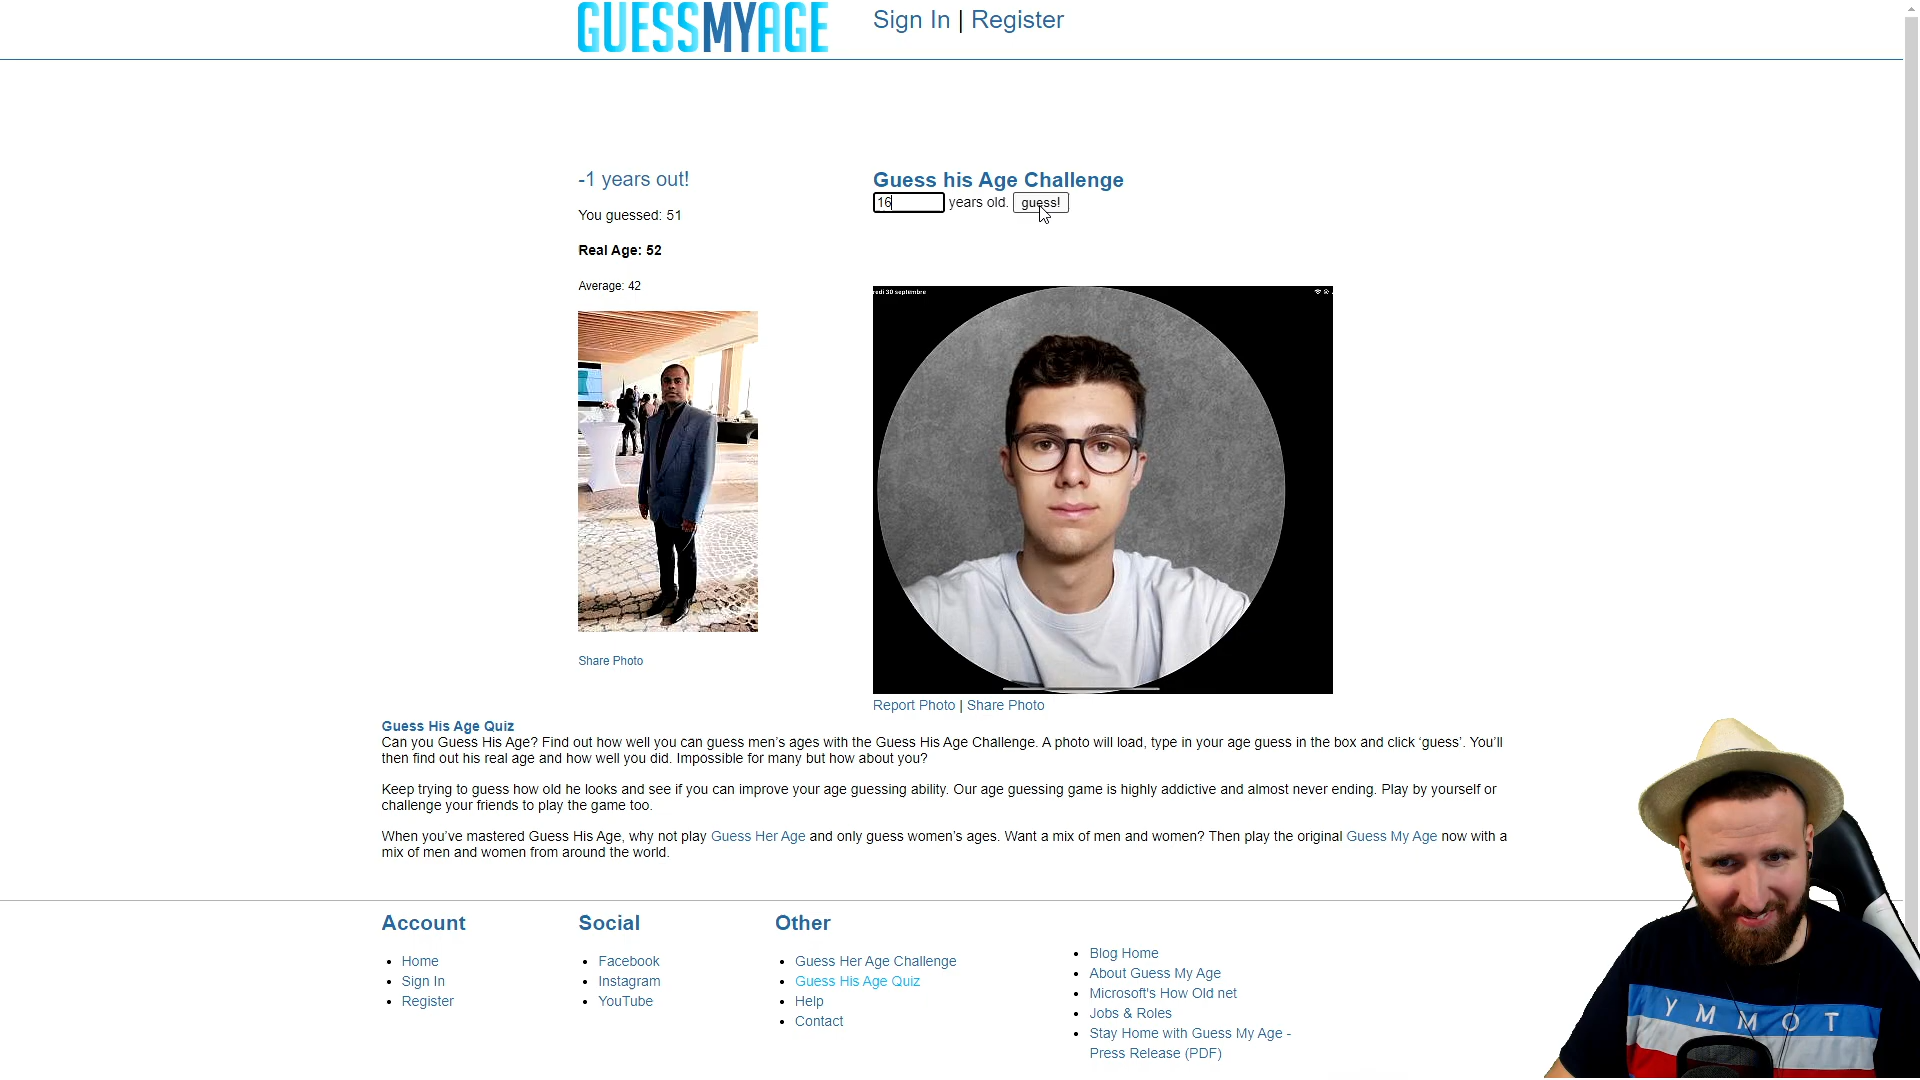 GUESSMYAGE
Sign In | Register
-1 years out!
You guessed: 51
Real Age: 52
Average: 42
Share Photo
Guess his Age Challenge
16 years old. guess!
redi 30 septembre
Report Photo | Share Photo
Guess His Age Quiz
Can you Guess His Age? Find out how well you can guess men's ages with the Guess His Age Challenge. A photo will load, type in your age guess in the box and click ‘guess’. You'll
then find out his real age and how well you did. Impossible for many but how about you?
Keep trying to guess how old he looks and see if you can improve your age guessing ability. Our age guessing game is highly addictive and almost never ending. Play by yourself or
challenge your friends to play the game too.
When you've mastered Guess His Age, why not play Guess Her Age and only guess women's ages. Want a mix of men and women? Then play the original Guess My Age now with a
mix of men and women from around the world.
Account
Home
Sign In
Register
Social
Facebook
Instagram
YouTube
Other
Guess Her Age Challenge
Guess His Age Quiz
Help
Contact
Blog Home
About Guess My Age
Microsoft's How Old net
Jobs & Roles
Stay Home with Guess My Age -
Press Release (PDF)
YMMOT